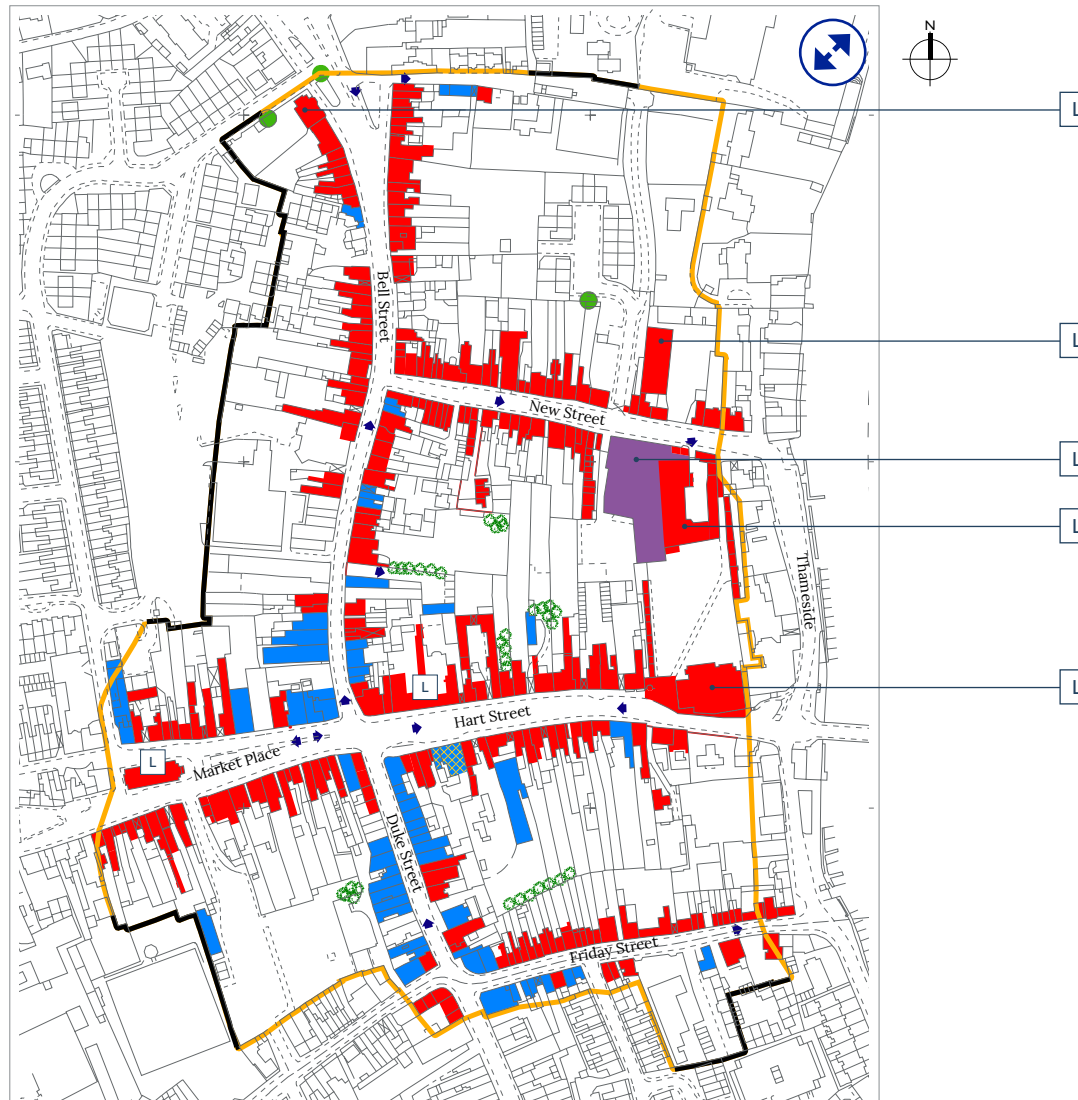 N
L
Bell Street
L
New Street
L
L
Thameside
L
L
Hart Street
Market Place
L
Duke Street
Friday Street